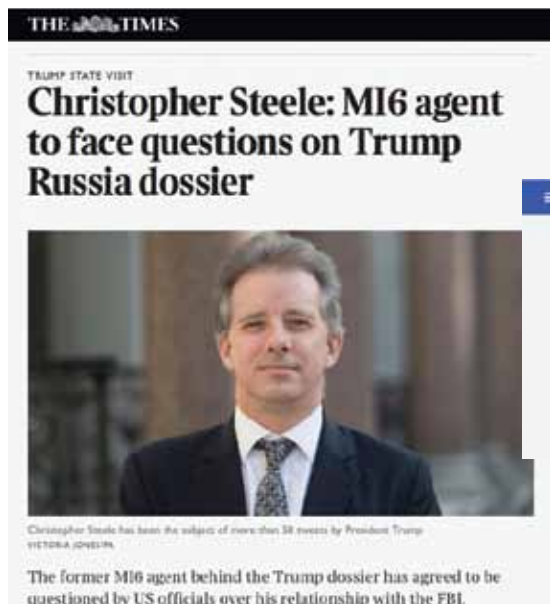 THE TIMES
TRUMP STATE VISIT
Christopher Steele: MI6 agent
to face questions on Trump
Russia dossier
Christopher Steele has been the subject of more than 50 tweets by President Trump
VICTORIA JONES/PA
The former MI6 agent behind the Trump dossier has agreed to be
questioned by US officials over his relationship with the FBI.